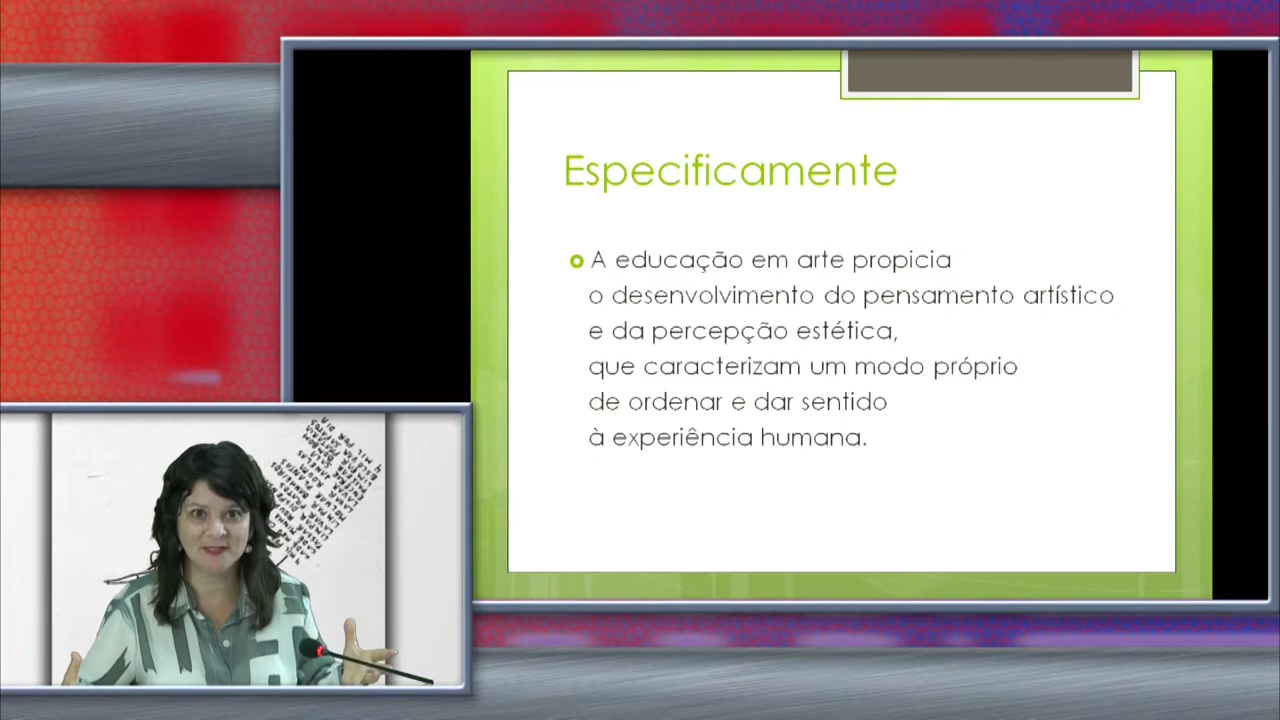 Especificamente
A educação em arte propicia
o desenvolvimento do pensamento artístico
e da percepção estética,
que caracterizam um modo próprio
de ordenar e dar sentido
à experiência humana.